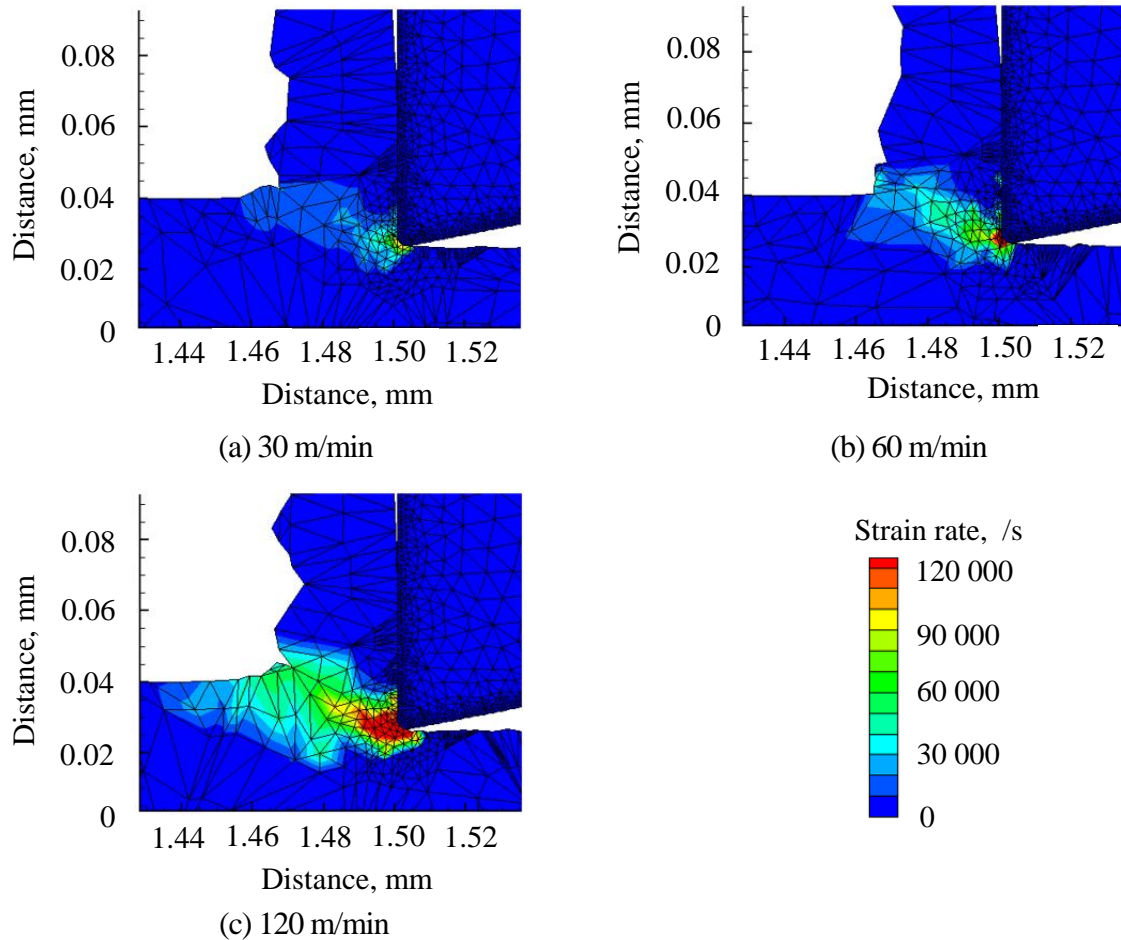 0.08
0.06
0.04
0.02
0
Distance, mm
1.44 1.46 1.48 1.50 1.52
Distance, mm
(a) 30 m/min
0.08
0.06
0.04
0.02
0
Distance, mm
1.44 1.46 1.48 1.50 1.52
Distance, mm
(b) 60 m/min
0.08
0.06
0.04
0.02
0
Distance, mm
1.44 1.46 1.48 1.50 1.52
Distance, mm
(c) 120 m/min
Strain rate, /s
120 000
90 000
60 000
30 000
0